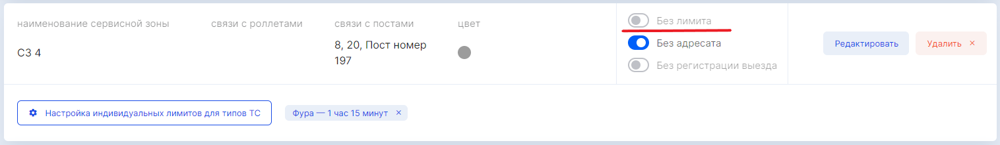 наименование сервисной зоны
связи с роллетами
связи с постами
цвет
СЗ 4
8, 20, Пост номер
197
Без лимита
Без адресата
Без регистрации выезда
Редактировать
Удалить ×
Настройка индивидуальных лимитов для типов ТС
Фура — 1 час 15 минут ×